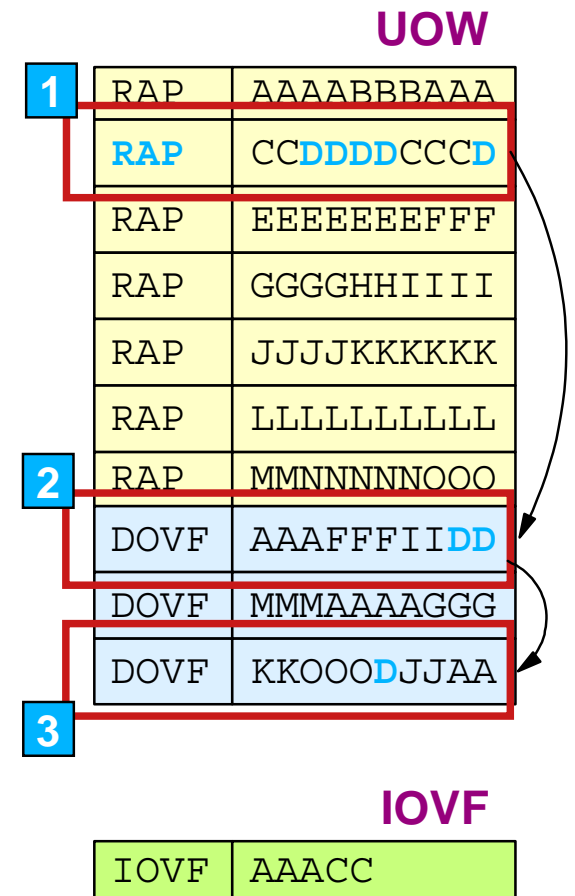 UOW
1
RAP AAAABBBAAA
RAP CCDDDDCCCD
RAP EEEEEEEFFF
RAP GGGGHHIIII
RAP JJJJKKKKKK
RAP LLLLLLLLLL
2
RAP MMNNNNNOOO
DOVF AAAFFFIIDD
DOVF MMMAAAAGGG
DOVF KKOOODJJAA
3
IOVF
IOVF AAACC